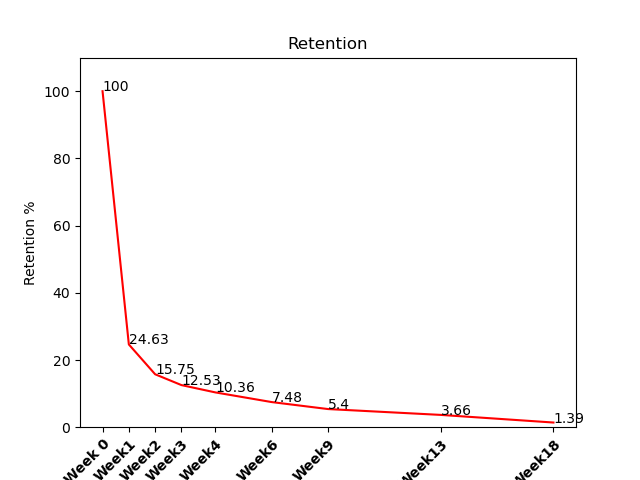 Retention
Retention %
100
80
60
40
20
0
100
24.63
15.75
12.53
10.36
7.48
5.4
3.66
1.39
Week 0
Week1
Week2
Week3
Week4
Week6
Week9
Week13
Week18